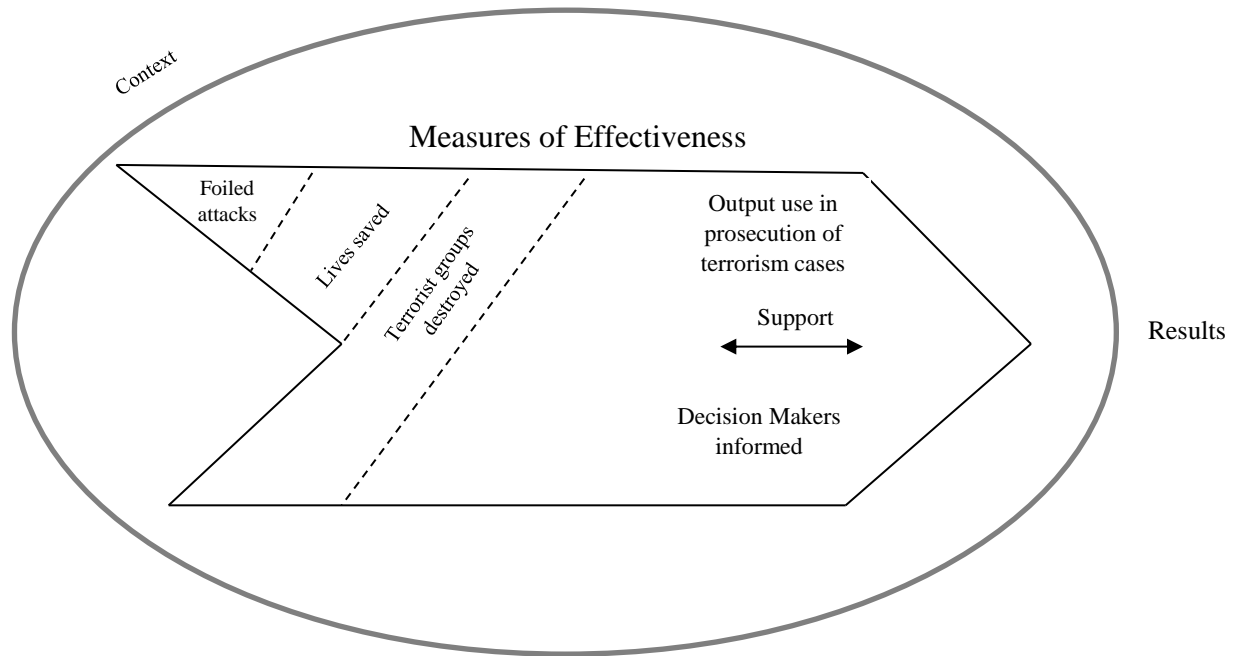 Context
Measures of Effectiveness
Foiled
attacks
Lives saved
Terrorist groups
destroyed
Output use in
prosecution of
terrorism cases
Support
Decision Makers
informed
Results